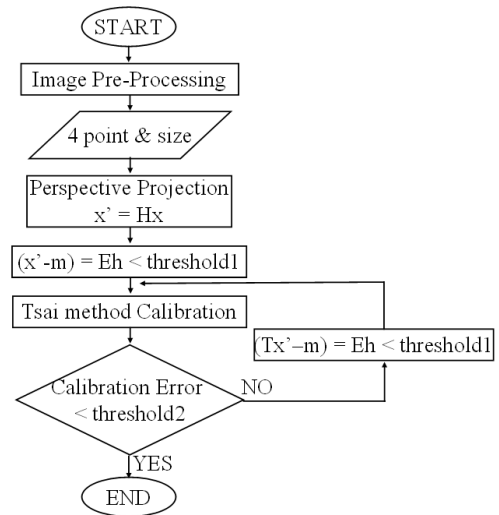 START
Image Pre-Processing
4 point & size
Perspective Projection
x' = Hx
(x'-m) = Eh < threshold1
Tsai method Calibration
(Tx'–m) = Eh < threshold1
Calibration Error
< threshold2
NO
YES
END